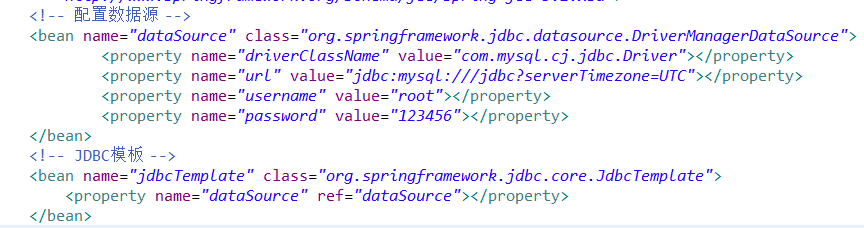 <!-- 配置数据源 -->
<bean name="dataSource" class="org.springframework.jdbc.datasource.DriverManagerDataSource">
<property name="driverClassName" value="com.mysql.cj.jdbc.Driver"></property>
<property name="url" value="jdbc:mysql:///jdbc?serverTimezone=UTC"></property>
<property name="username" value="root"></property>
<property name="password" value="123456"></property>
</bean>
<!-- JDBC模板 -->
<bean name="jdbcTemplate" class="org.springframework.jdbc.core.JdbcTemplate">
<property name="dataSource" ref="dataSource"></property>
</bean>